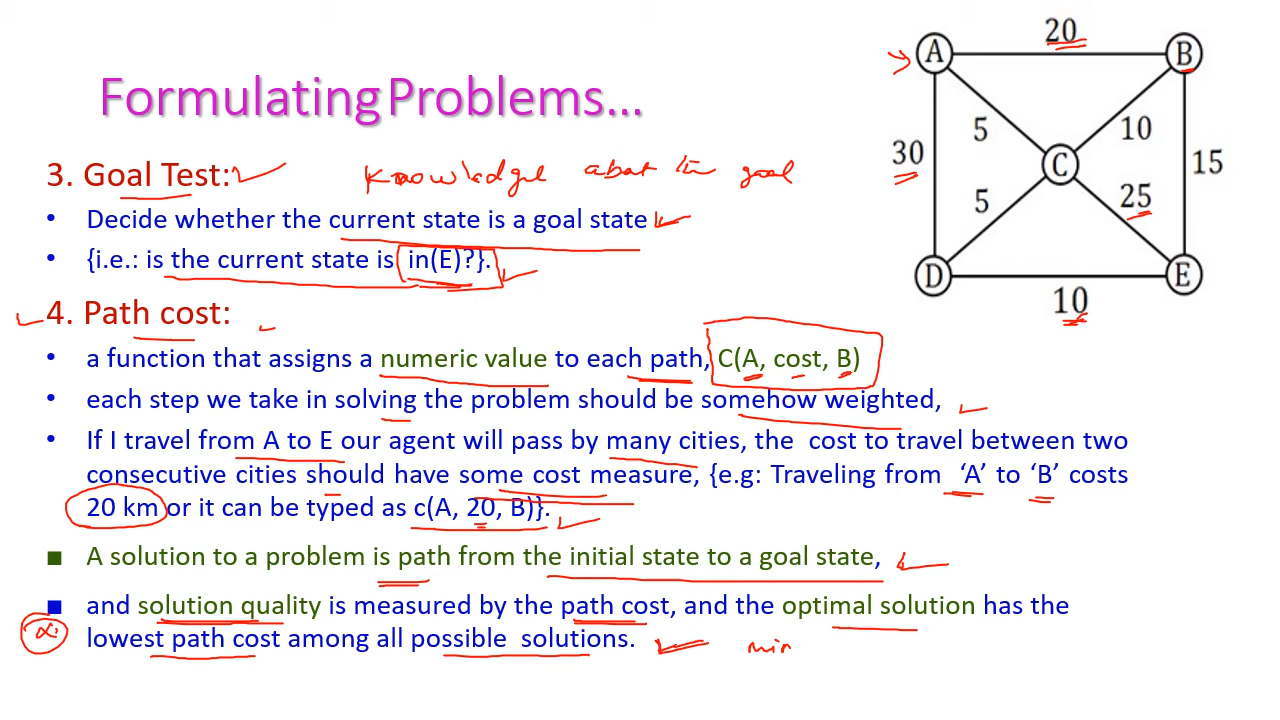 Formulating Problems...
3. Goal Test:
Knowledge about the goal
• Decide whether the current state is a goal state
• {i.e.: is the current state is in(E)?}.
4. Path cost:
• a function that assigns a numeric value to each path, C(A, cost, B)
• each step we take in solving the problem should be somehow weighted,
• If I travel from A to E our agent will pass by many cities, the cost to travel between two
consecutive cities should have some cost measure, {e.g: Traveling from ‘A’ to ‘B’ costs
20 km or it can be typed as c(A, 20, B)}.
■ A solution to a problem is path from the initial state to a goal state,
■ and solution quality is measured by the path cost, and the optimal solution has the
lowest path cost among all possible solutions.
min
A 20 B
5 10
30 C 15
5 25
D E
10